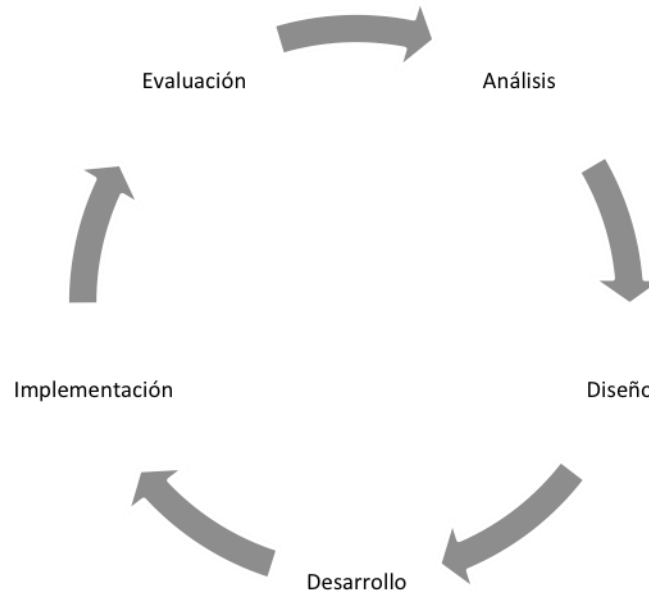 Evaluación
Análisis
Implementación
Diseño
Desarrollo